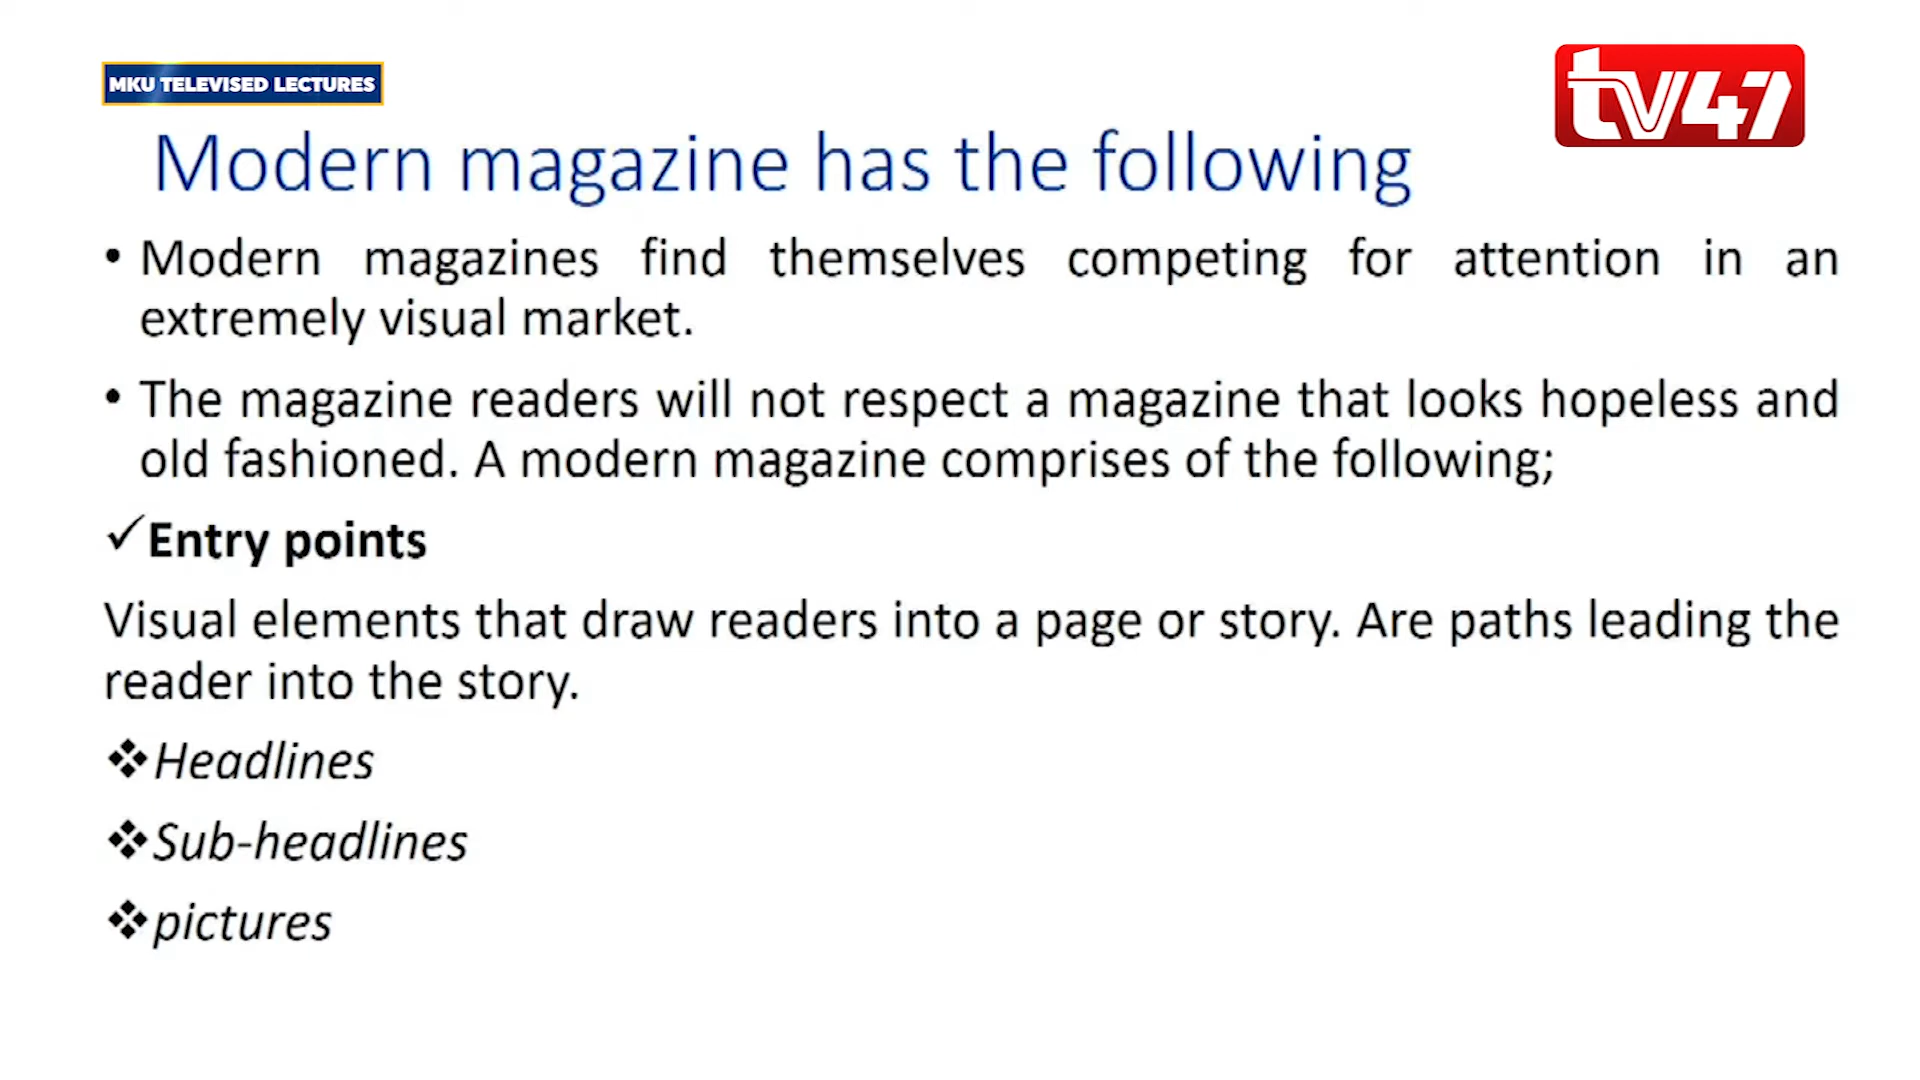 MKU TELEVISED LECTURES
tv47
Modern magazine has the following
• Modern magazines find themselves competing for attention in an
extremely visual market.
• The magazine readers will not respect a magazine that looks hopeless and
old fashioned. A modern magazine comprises of the following;
✓Entry points
Visual elements that draw readers into a page or story. Are paths leading the
reader into the story.
❖Headlines
❖Sub-headlines
❖pictures